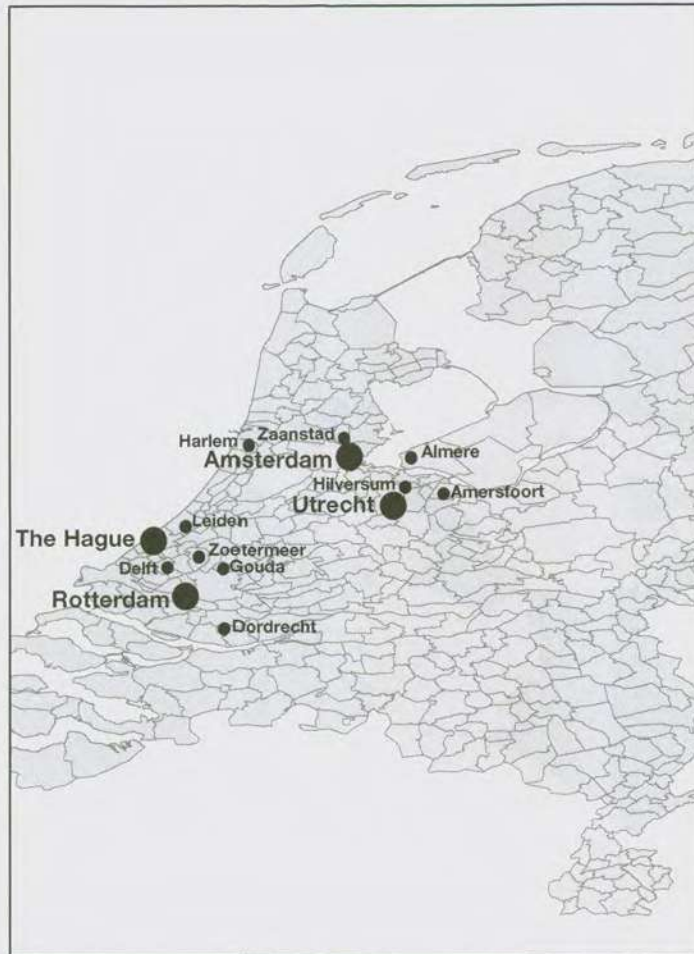 Harlem
Zaanstad
Amsterdam
Almere
Hilversum
Amersfoort
Utrecht
Leiden
The Hague
Zoetermeer
Delft
Gouda
Rotterdam
Dordrecht